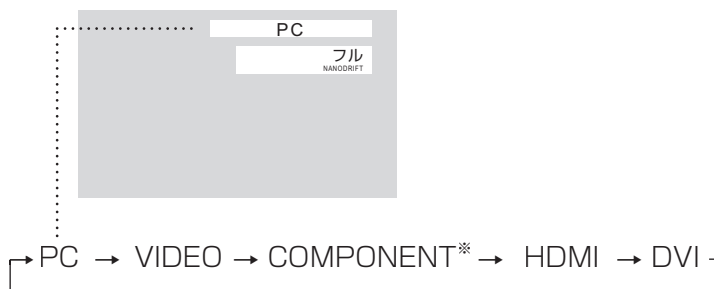 PC
フル
NANODRIFT
PC → VIDEO → COMPONENT※ → HDMI → DVI